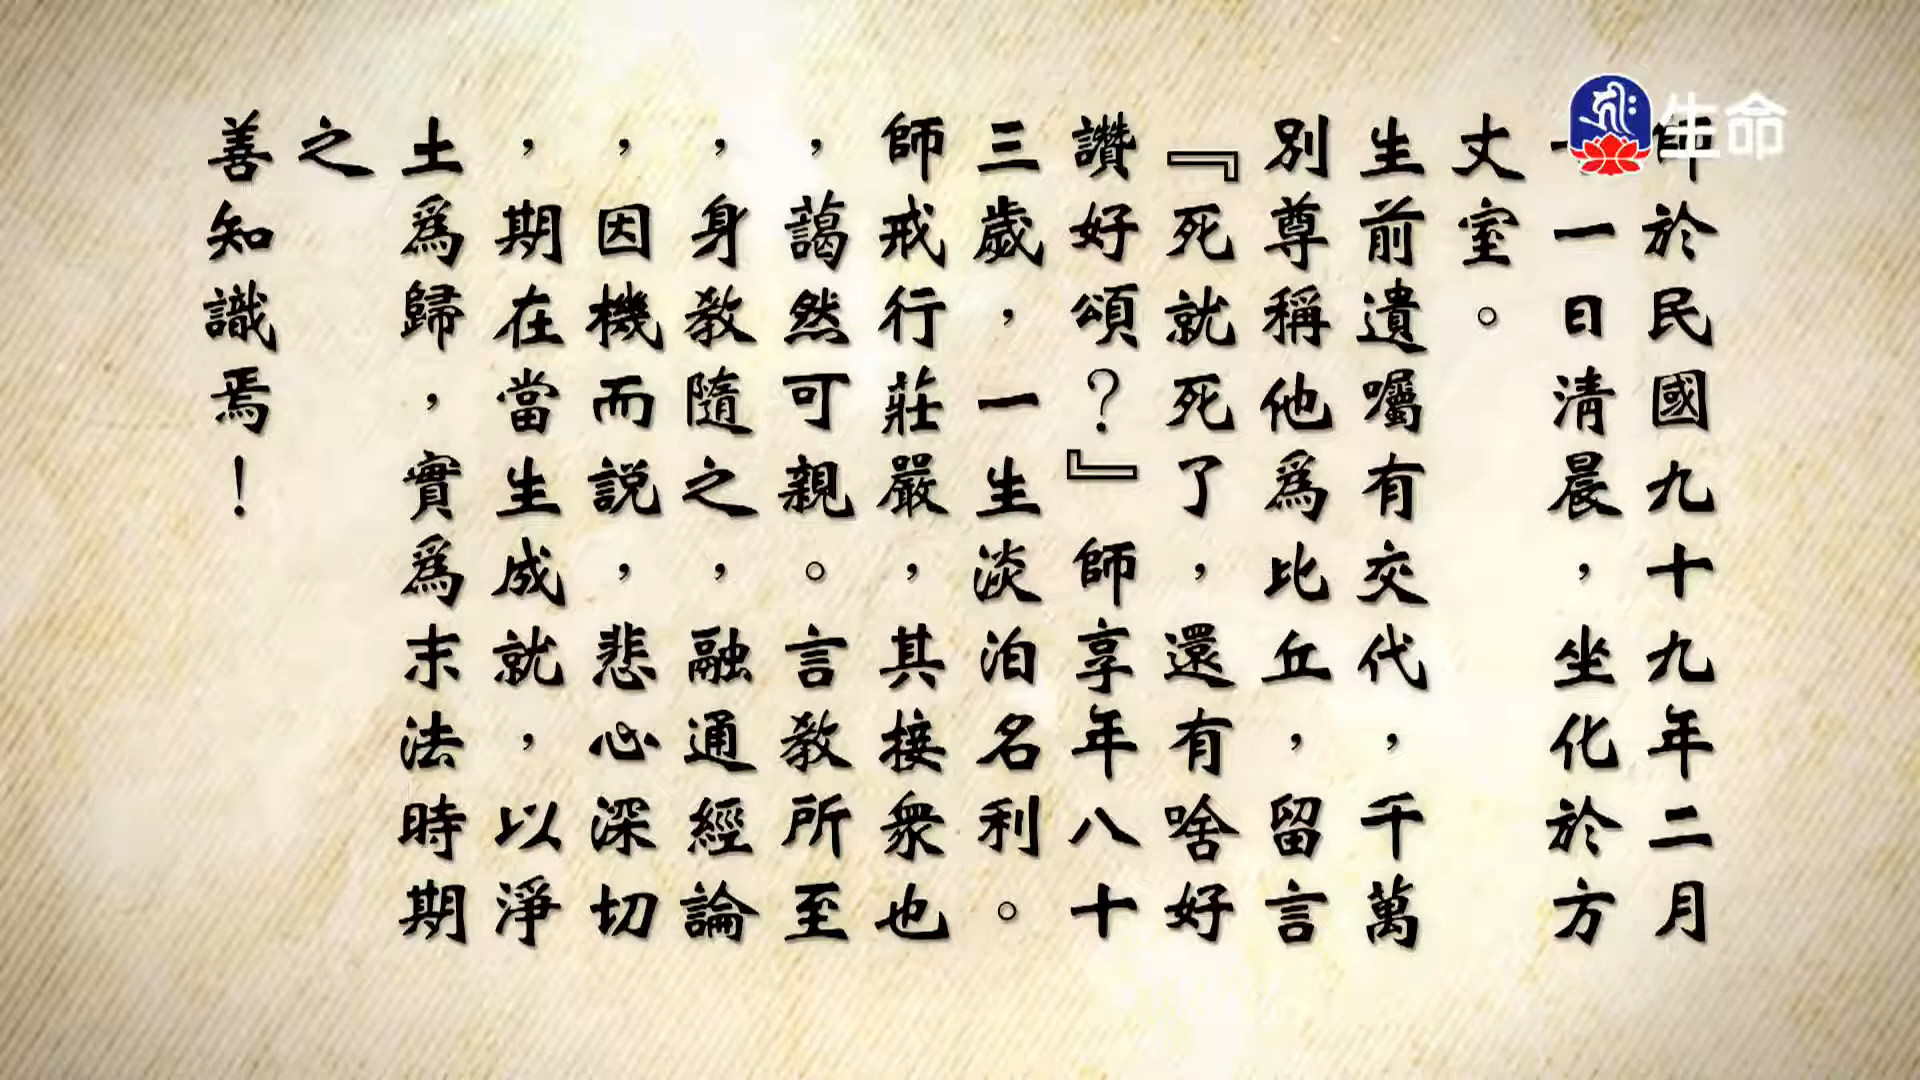 師於民國九十九年二月
一日清晨，坐化於方
丈室。
生前遺囑有交代，千萬
別尊稱他為比丘，留言
『死就死了，還有啥好
讚好頌？』師享年八十
三歲，一生淡泊名利。
師戒行莊嚴，其接眾也
，藹然可親。言教所至
，身教隨之，融通經論
，因機而說，悲心深切
，期在當生成就，以淨
土為歸，實為末法時期
之
善知識焉！
生命